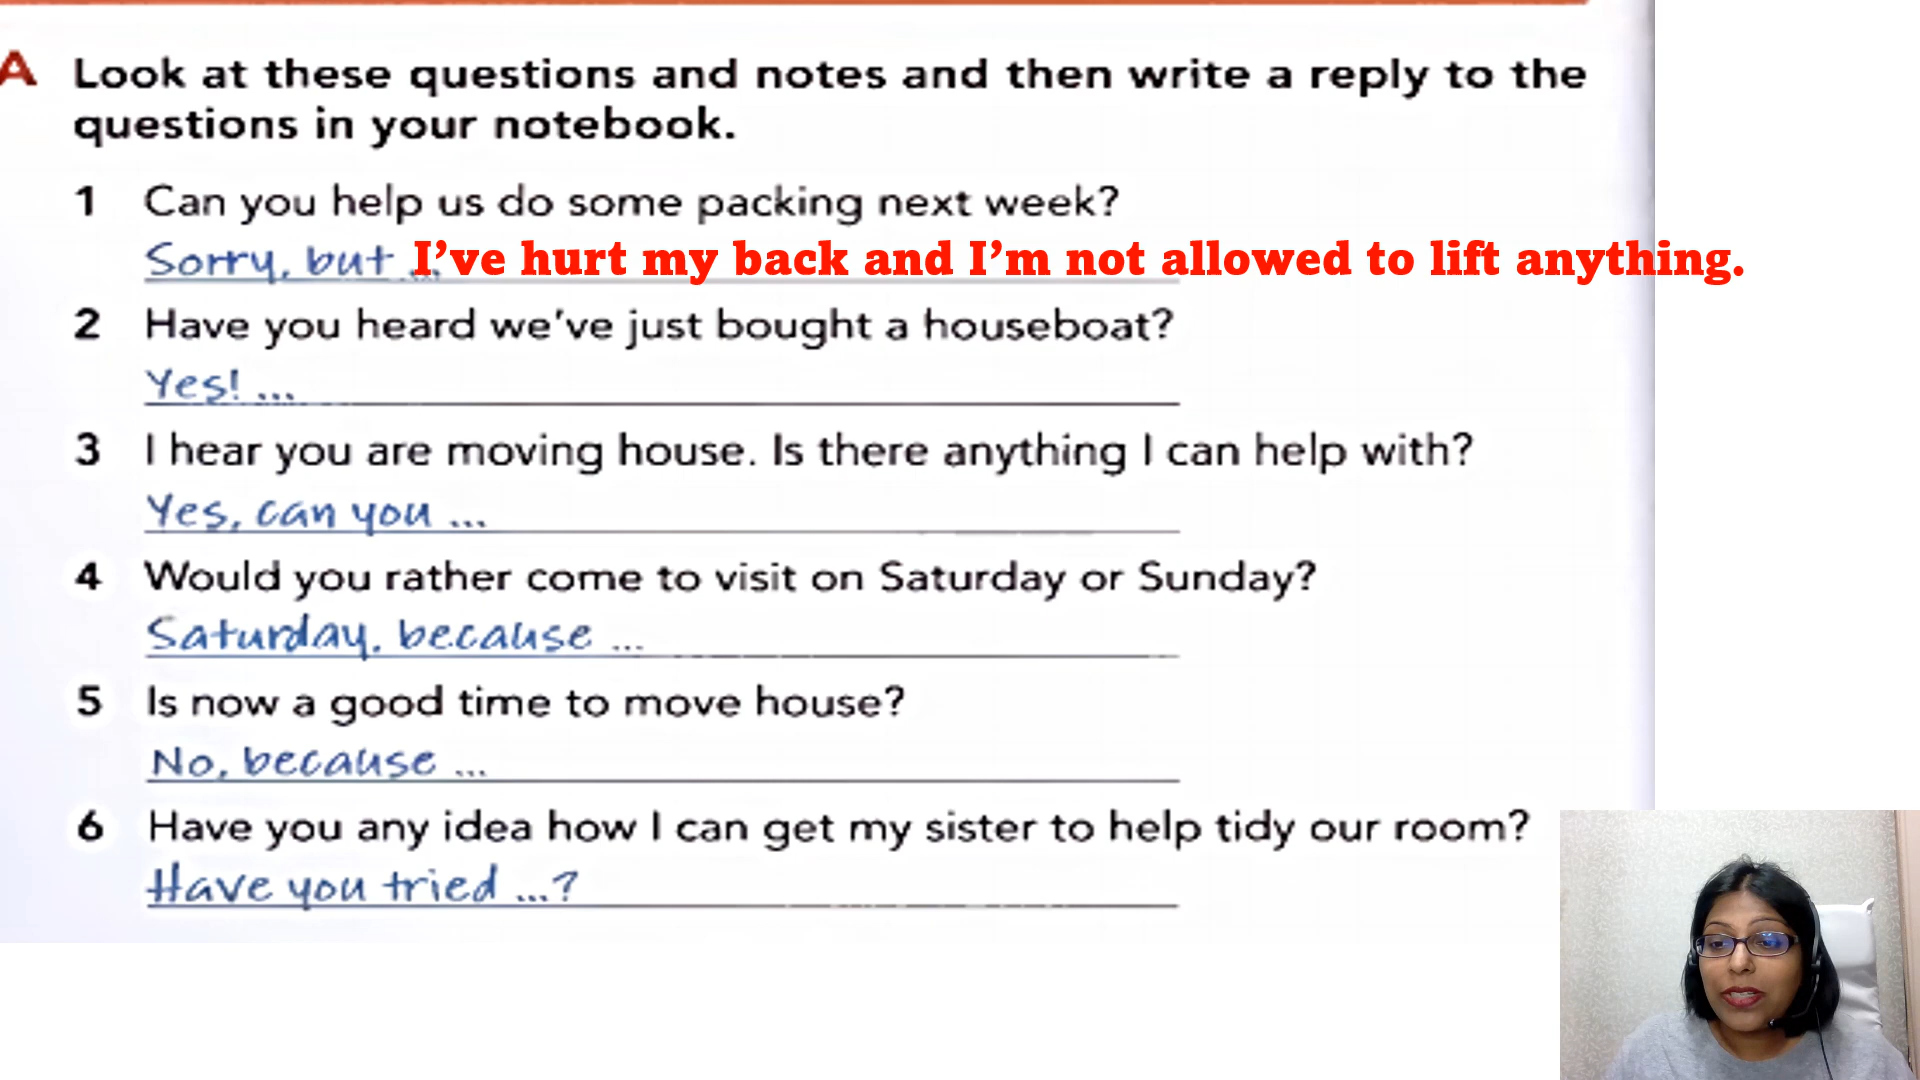 A Look at these questions and notes and then write a reply to the
questions in your notebook.
1 Can you help us do some packing next week?
Sorry, but ... I've hurt my back and I'm not allowed to lift anything.
2 Have you heard we've just bought a houseboat?
Yes! ...
3 I hear you are moving house. Is there anything I can help with?
Yes, can you ...
4 Would you rather come to visit on Saturday or Sunday?
Saturday, because ...
5 Is now a good time to move house?
No, because ...
6 Have you any idea how I can get my sister to help tidy our room?
Have you tried ...?